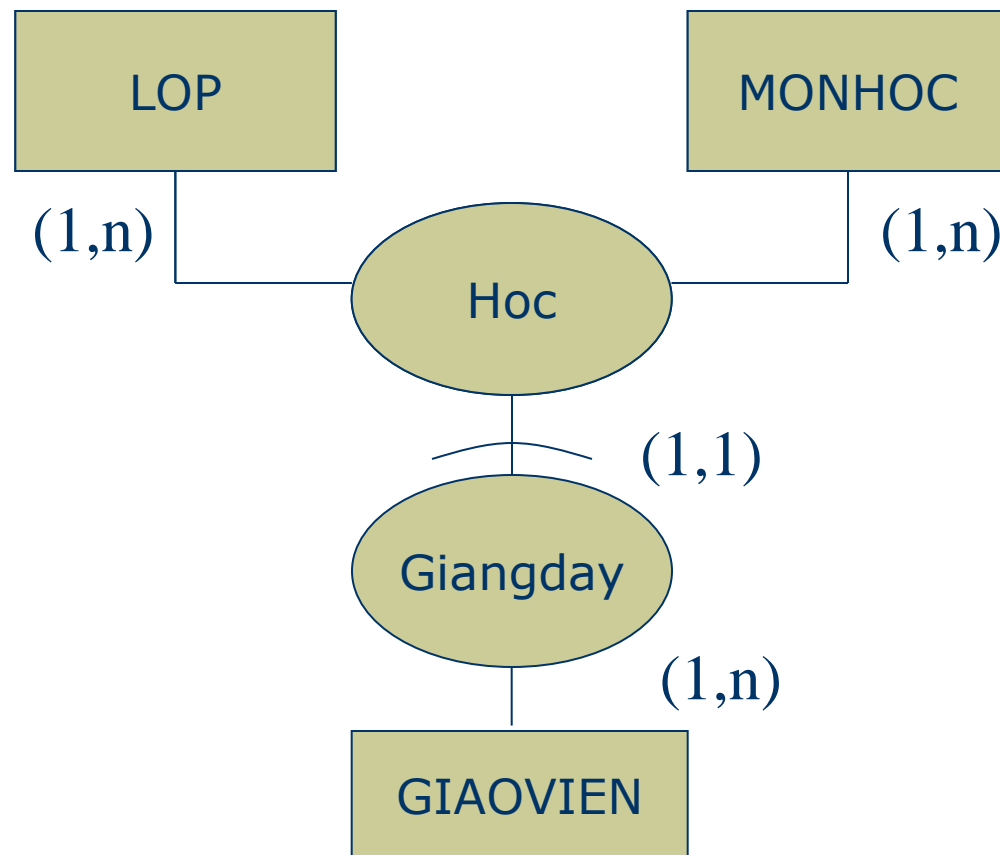 LOP
MONHOC
(1,n)
(1,n)
Hoc
(1,1)
Giangday
(1,n)
GIAOVIEN